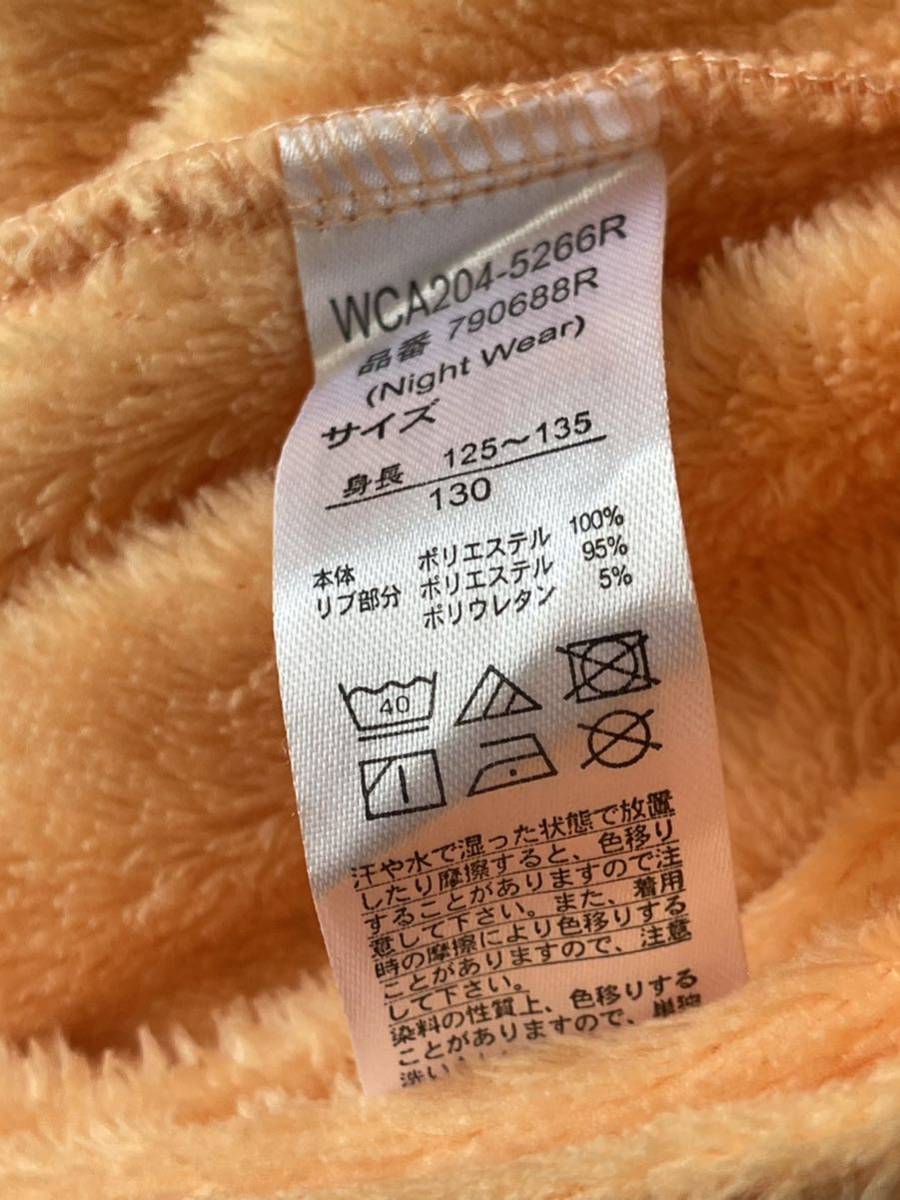 WCA204-5266R
品番 790688R
(Night Wear)
サイズ
身長 125～135
130
本体 ポリエステル 100%
リブ部分 ポリエステル 95%
ポリウレタン 5%
40
汗や水で湿った状態で放置
したり摩擦すると、色移り
することがありますので注
意して下さい。また、着用
時の摩擦により色移りする
ことがありますので、注意
して下さい。
染料の性質上、色移りする
ことがありますので、単独
洗い